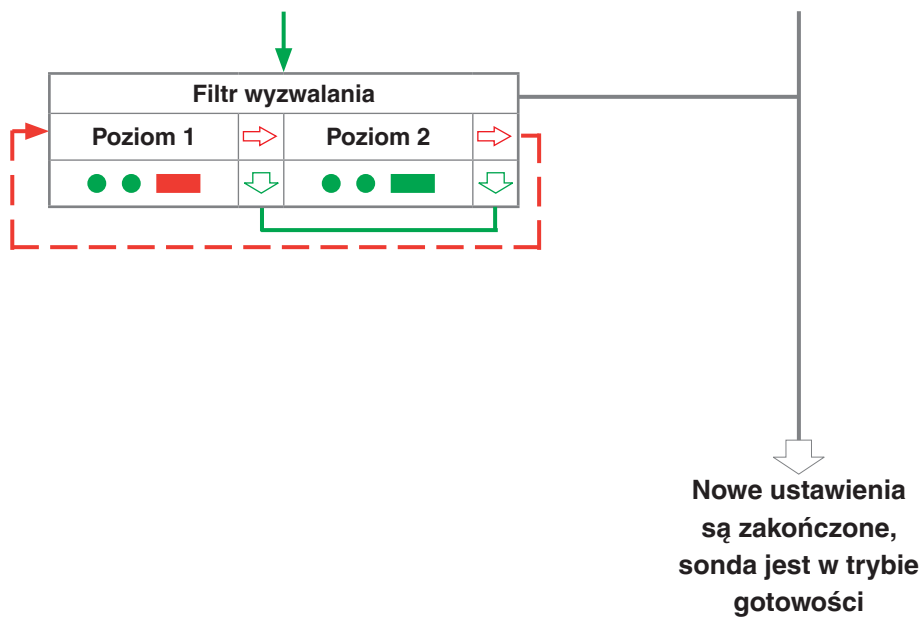 Filtr wyzwalania
Poziom 1
Poziom 2
Nowe ustawienia
są zakończone,
sonda jest w trybie
gotowości